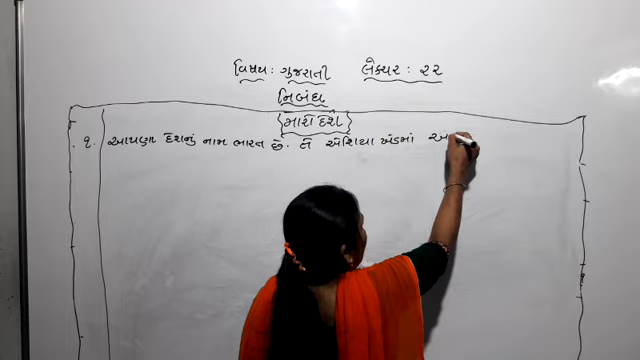 વિષય : ગુજરાતી લેક્ચર : ૨૨
નિબંધ
મારો દેશ
૧. આપણા દેશનું નામ ભારત છે. તે એશિયા ખંડમાં આ